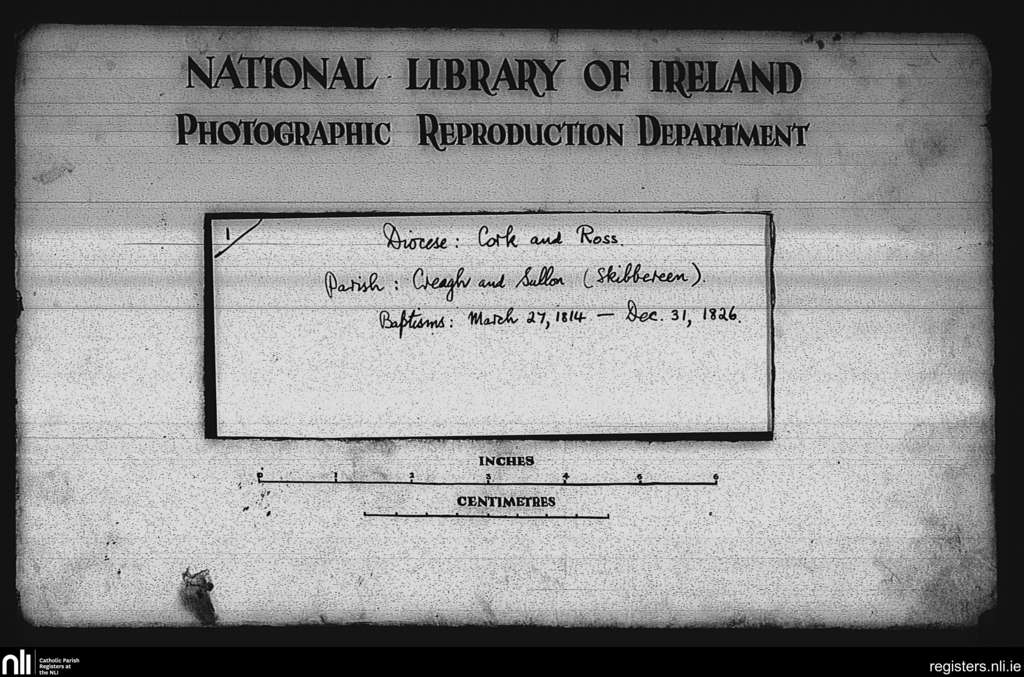 NATIONAL LIBRARY OF IRELAND
PHOTOGRAPHIC REPRODUCTION DEPARTMENT
1
Diocese: Cork and Ross.
Parish: Creagh and Sullon (Skibbereen).
Baptisms: March 27, 1814 — Dec. 31, 1826.
INCHES
0 1 2 3 4 5 6
CENTIMETRES
nli
Catholic Parish
Registers at
the NLI
registers.nli.ie